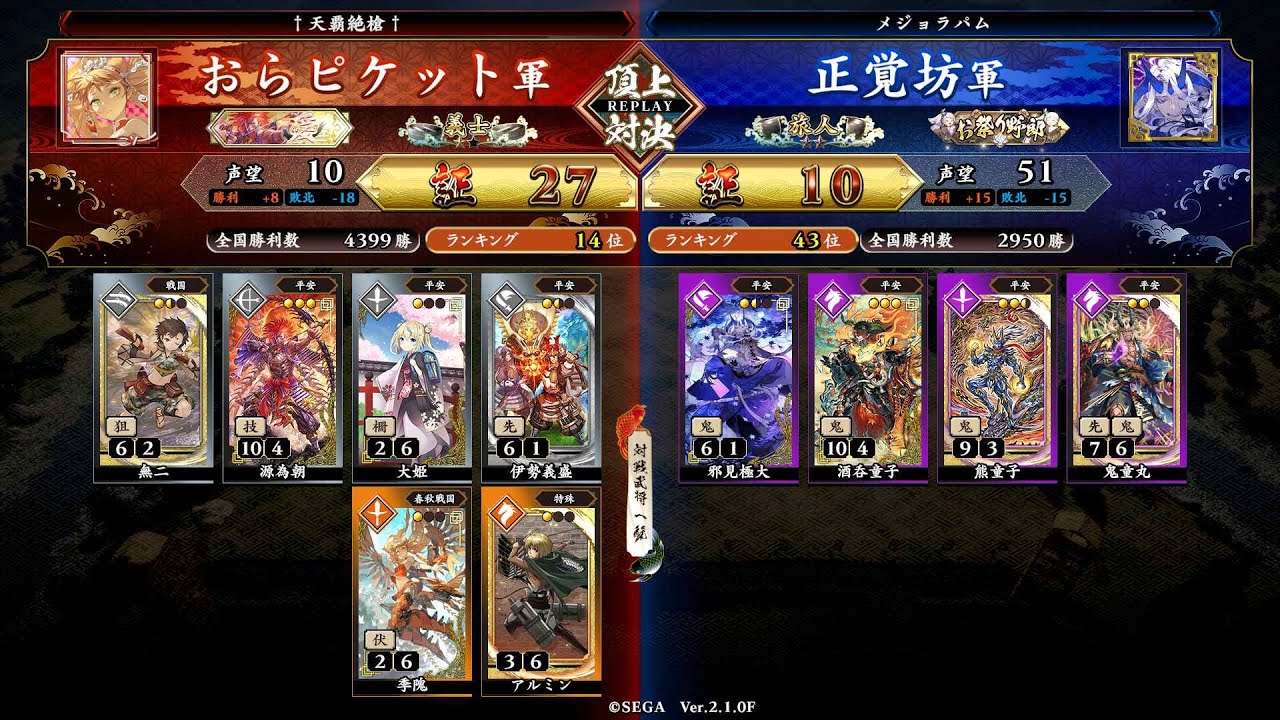 †天覇絶槍†
メジョラパム
おらピケット軍
頂上
REPLAY
対決
正覚坊軍
愛
義士
旅人
お祭り野郎
声望 10
勝利 +8 敗北 -18
証 27
証 10
声望 51
勝利 +15 敗北 -15
全国勝利数 4399勝
ランキング 14位
ランキング 43位
全国勝利数 2950勝
戦国
狙
6 2
無二
平安
技
10 4
源為朝
平安
柵
2 6
大姫
平安
先
6 1
伊勢義盛
対戦武将一覧
平安
鬼
6 1
邪見極大
平安
鬼
10 4
酒呑童子
平安
鬼
9 3
熊童子
平安
先 鬼
7 6
鬼童丸
春秋戦国
伏
2 6
季隗
特殊
3 6
アルミン
©SEGA Ver.2.1.0F